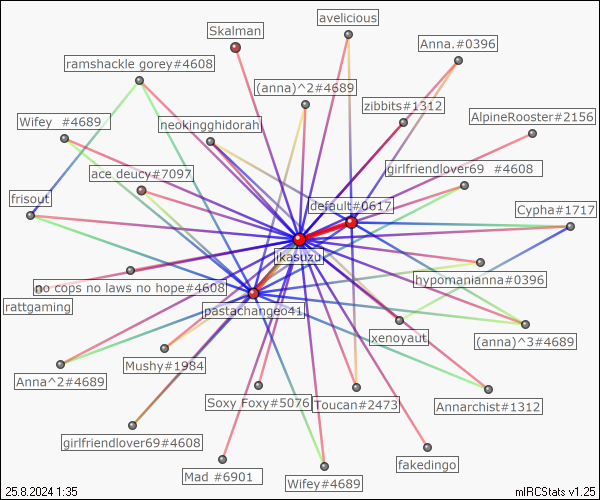 avelicious
Skalman
Anna.#0396
ramshackle gorey#4608
(anna)^2#4689
zibbits#1312
AlpineRooster#2156
Wifey  #4689
neokingghidorah
ace deucy#7097
girlfriendlover69  #4608
frisout
default#0617
Cypha#1717
ikasuzu
hypomanianna#0396
no cops no laws no hope#4608
rattgaming
pastachangeo41
xenoyaut
(anna)^3#4689
Mushy#1984
Anna^2#4689
Soxy Foxy#5076
Toucan#2473
Annarchist#1312
girlfriendlover69#4608
fakedingo
Mad  #6901
Wifey#4689
25.8.2024 1:35
mIRCStats v1.25